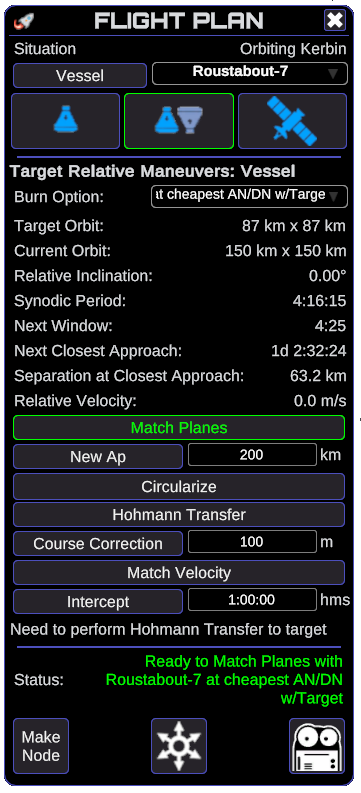 FLIGHT PLAN
Situation Orbiting Kerbin
Vessel Roustabout-7
Target Relative Maneuvers: Vessel
Burn Option: ut cheapest AN/DN w/Targe
Target Orbit: 87 km x 87 km
Current Orbit: 150 km x 150 km
Relative Inclination: 0.00°
Synodic Period: 4:16:15
Next Window: 4:25
Next Closest Approach: 1d 2:32:24
Separation at Closest Approach: 63.2 km
Relative Velocity: 0.0 m/s
Match Planes
New Ap 200 km
Circularize
Hohmann Transfer
Course Correction 100 m
Match Velocity
Intercept 1:00:00 hms
Need to perform Hohmann Transfer to target
Ready to Match Planes with
Status: Roustabout-7 at cheapest AN/DN
w/Target
Make
Node